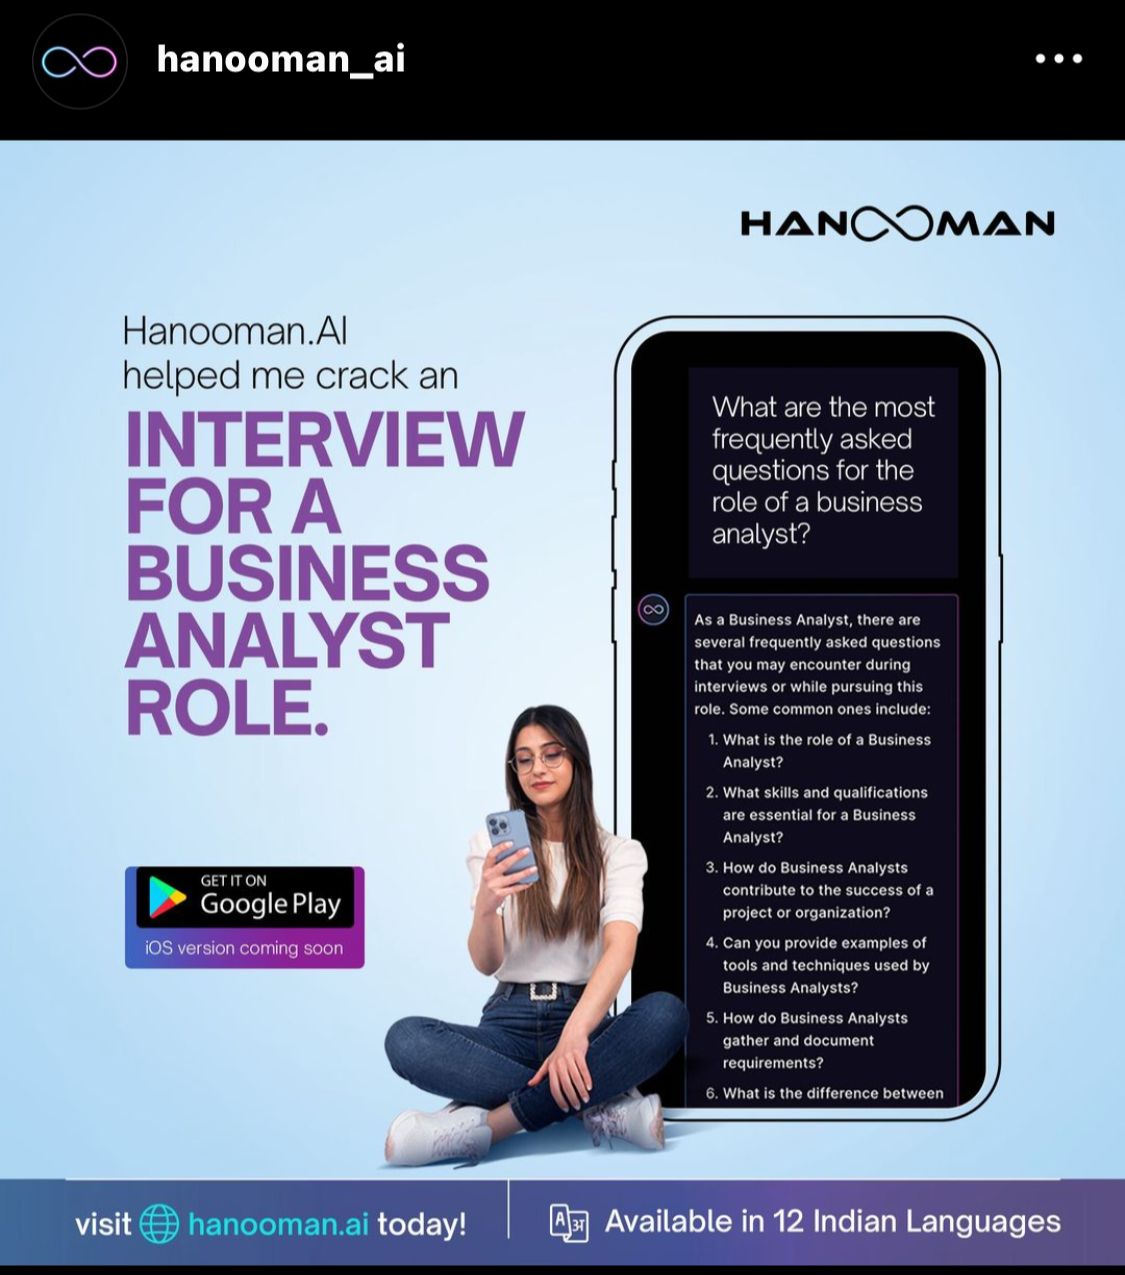 hanooman_ai
HANOOMAN
Hanooman.AI
helped me crack an
INTERVIEW
FOR A
BUSINESS
ANALYST
ROLE.
GET IT ON
Google Play
iOS version coming soon
What are the most
frequently asked
questions for the
role of a business
analyst?
As a Business Analyst, there are
several frequently asked questions
that you may encounter during
interviews or while pursuing this
role. Some common ones include:
1. What is the role of a Business
Analyst?
2. What skills and qualifications
are essential for a Business
Analyst?
3. How do Business Analysts
contribute to the success of a
project or organization?
4. Can you provide examples of
tools and techniques used by
Business Analysts?
5. How do Business Analysts
gather and document
requirements?
6. What is the difference between
visit hanooman.ai today!
A अ Available in 12 Indian Languages